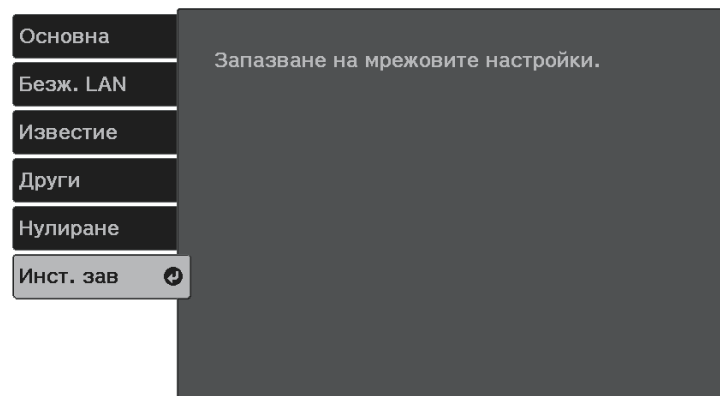 Основна
Безж. LAN
Известие
Други
Нулиране
Инст. зав
Запазване на мрежовите настройки.